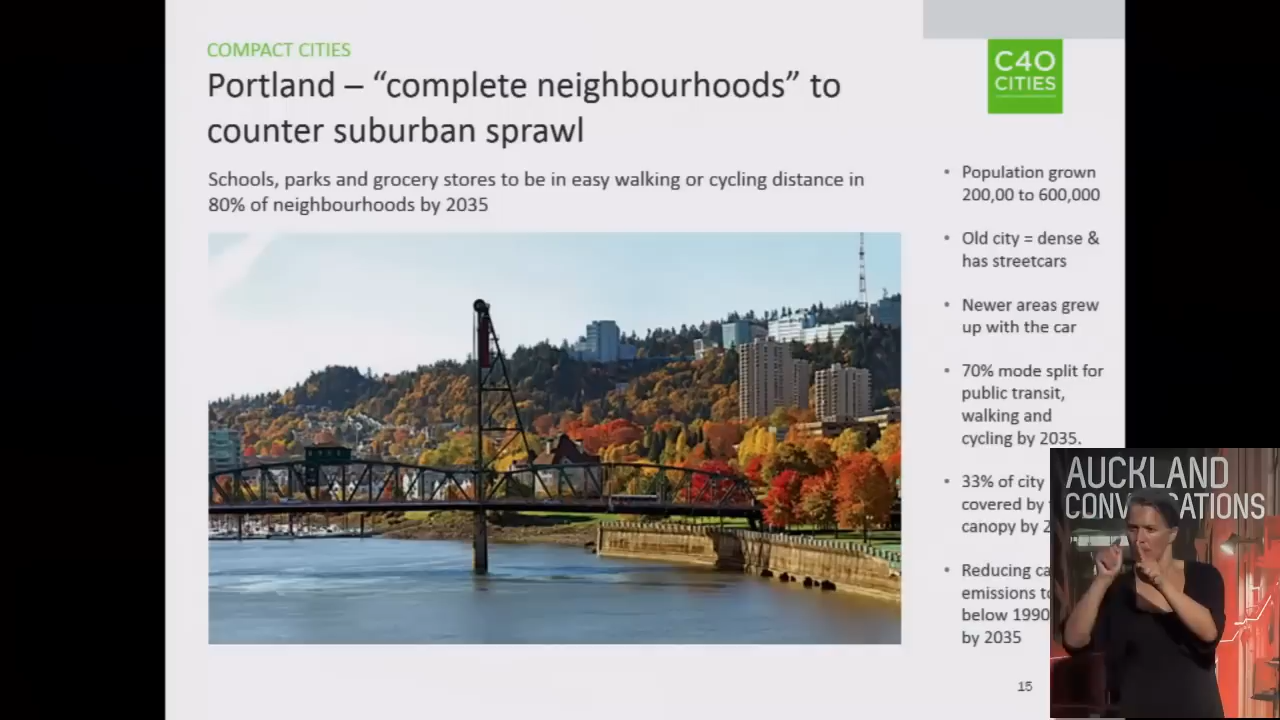 COMPACT CITIES
Portland – “complete neighbourhoods” to
counter suburban sprawl
Schools, parks and grocery stores to be in easy walking or cycling distance in
80% of neighbourhoods by 2035
C40
CITIES
• Population grown
200,00 to 600,000
• Old city = dense &
has streetcars
• Newer areas grew
up with the car
• 70% mode split for
public transit,
walking and
cycling by 2035.
• 33% of city
covered by
canopy by
• Reducing
emissions
below 1990
by 2035
15
AUCKLAND